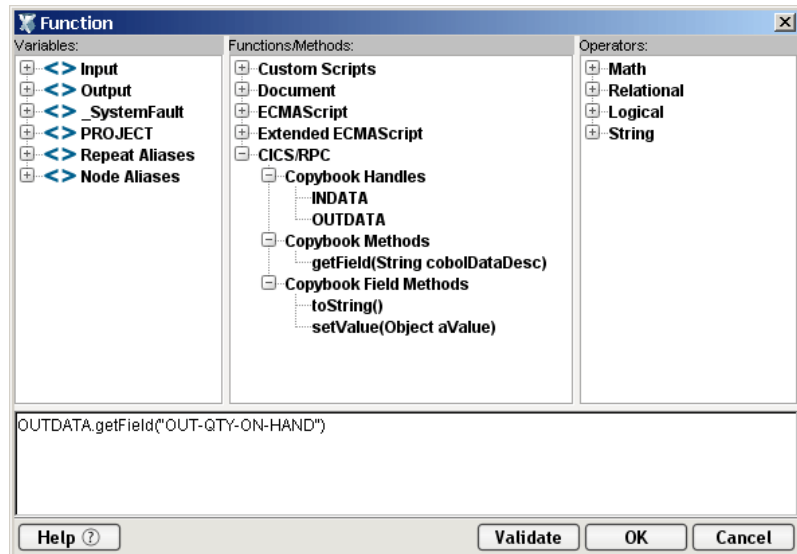 Function
Variables:
<> Input
<> Output
<> _SystemFault
<> PROJECT
<> Repeat Aliases
<> Node Aliases
Functions/Methods:
Custom Scripts
Document
ECMAScript
Extended ECMAScript
CICS/RPC
Copybook Handles
INDATA
OUTDATA
Copybook Methods
getField(String cobolDataDesc)
Copybook Field Methods
toString()
setValue(Object aValue)
Operators:
Math
Relational
Logical
String
OUTDATA.getField("OUT-QTY-ON-HAND")
Help ?
Validate
OK
Cancel